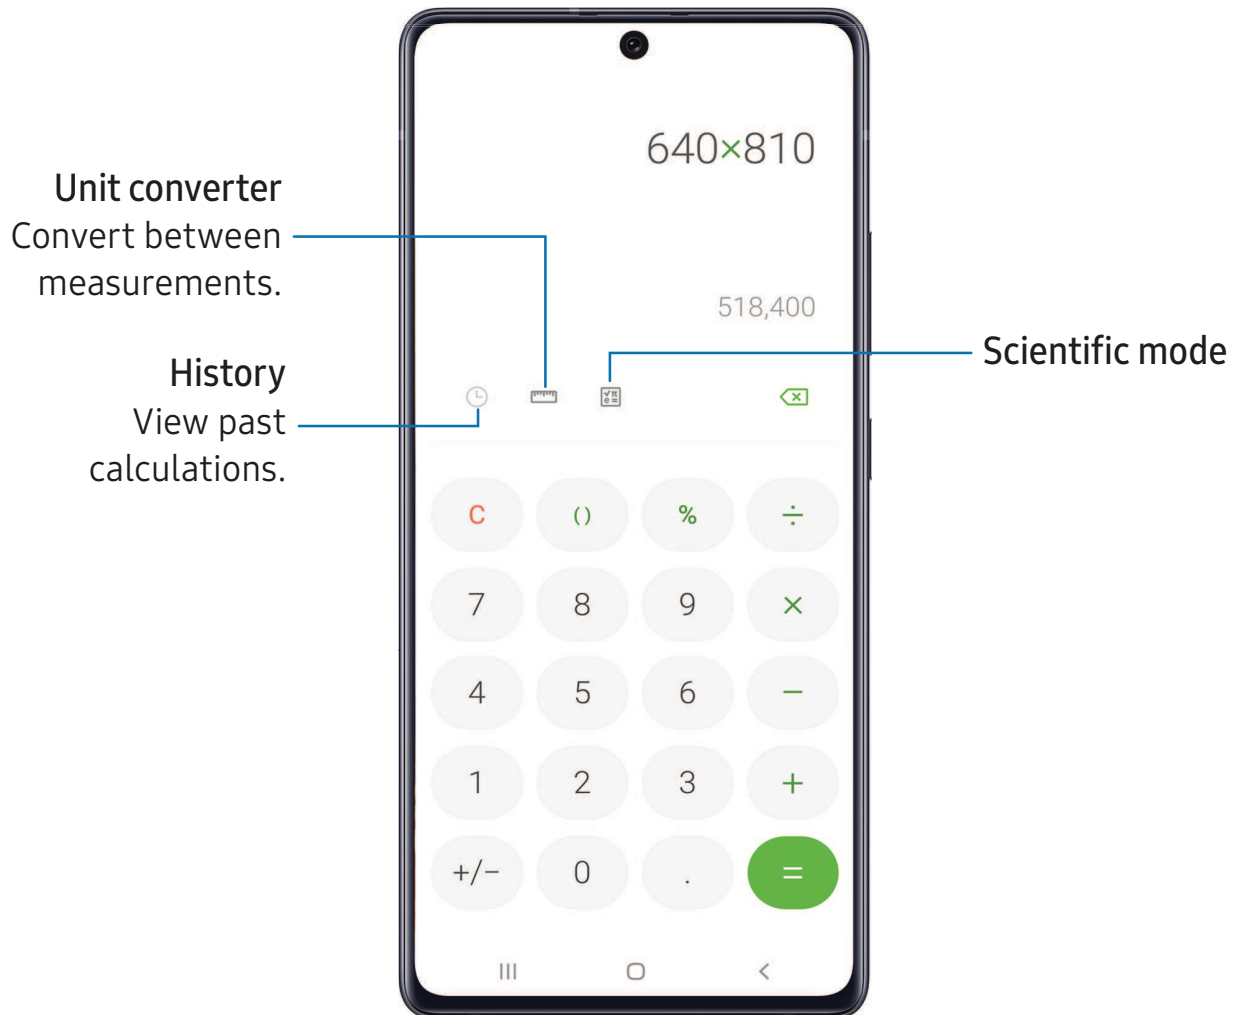 640×810
Unit converter
Convert between
measurements.
518,400
Scientific mode
History
View past
calculations.
√π
e=
C () % ÷
7 8 9 ×
4 5 6 −
1 2 3 +
+/− 0 . =